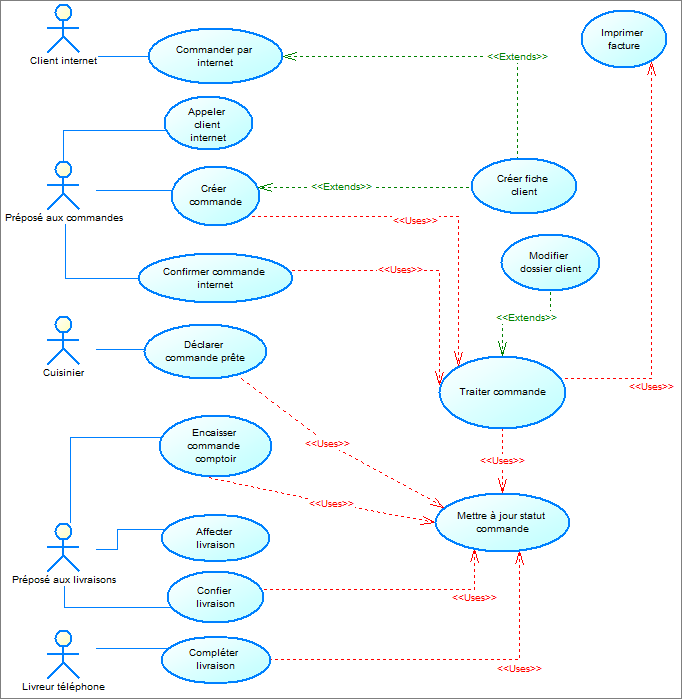 Imprimer
facture
Client internet
Commander par
internet
<<Extends>>
Appeler
client
internet
Préposé aux commandes
Créer
commande
<<Extends>>
Créer fiche
client
<<Uses>>
Confirmer commande
internet
<<Uses>>
Modifier
dossier client
<<Extends>>
Cuisinier
Déclarer
commande prête
Traiter commande
<<Uses>>
Encaisser
commande
comptoir
<<Uses>>
<<Uses>>
<<Uses>>
Mettre à jour statut
commande
Préposé aux livraisons
Affecter
livraison
Confier
livraison
<<Uses>>
Livreur téléphone
Compléter
livraison
<<Uses>>